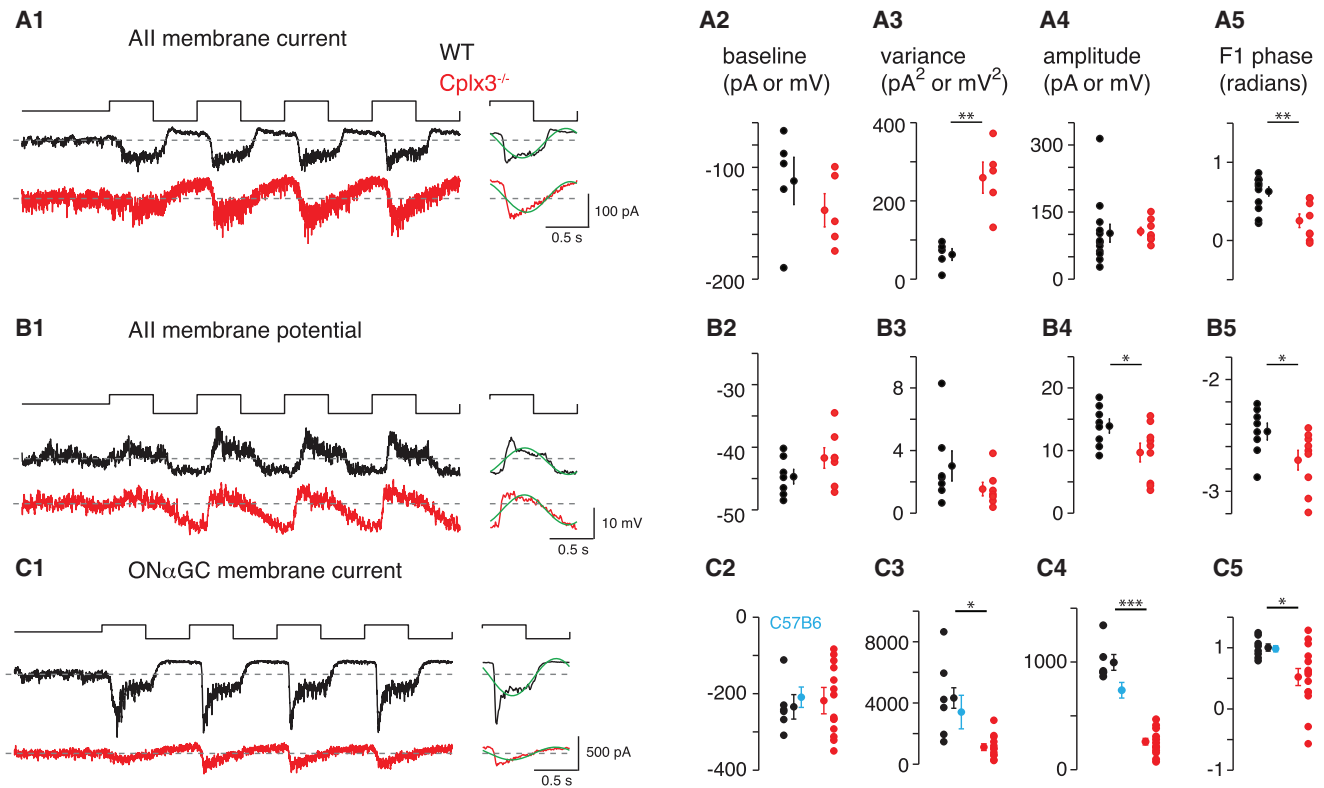 A1
AII membrane current
WT
Cplx3-/-
100 pA
0.5 s
A2
baseline
(pA or mV)
-100
-200
A3
variance
(pA2 or mV2)
**
400
200
0
A4
amplitude
(pA or mV)
300
150
0
A5
F1 phase
(radians)
**
1
0
B1
AII membrane potential
10 mV
0.5 s
B2
-30
-40
-50
B3
8
4
0
B4
*
20
10
0
B5
*
-2
-3
C1
ONαGC membrane current
500 pA
0.5 s
C2
C57B6
0
-200
-400
C3
*
8000
4000
0
C4
***
1000
0
C5
*
1
0
-1